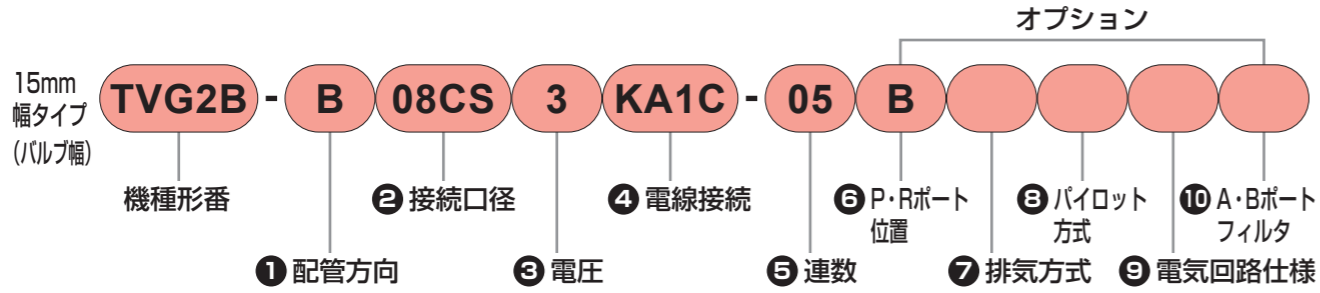 オプション
15mm
幅タイプ
(バルブ幅)
TVG2B - B 08CS 3 KA1C - 05 B
機種形番
❷ 接続口径
❹ 電線接続
❻ P・Rポート
位置
❽ パイロット
方式
❿ A・Bポート
フィルタ
❶ 配管方向
❸ 電圧
❺ 連数
❼ 排気方式
❾ 電気回路仕様